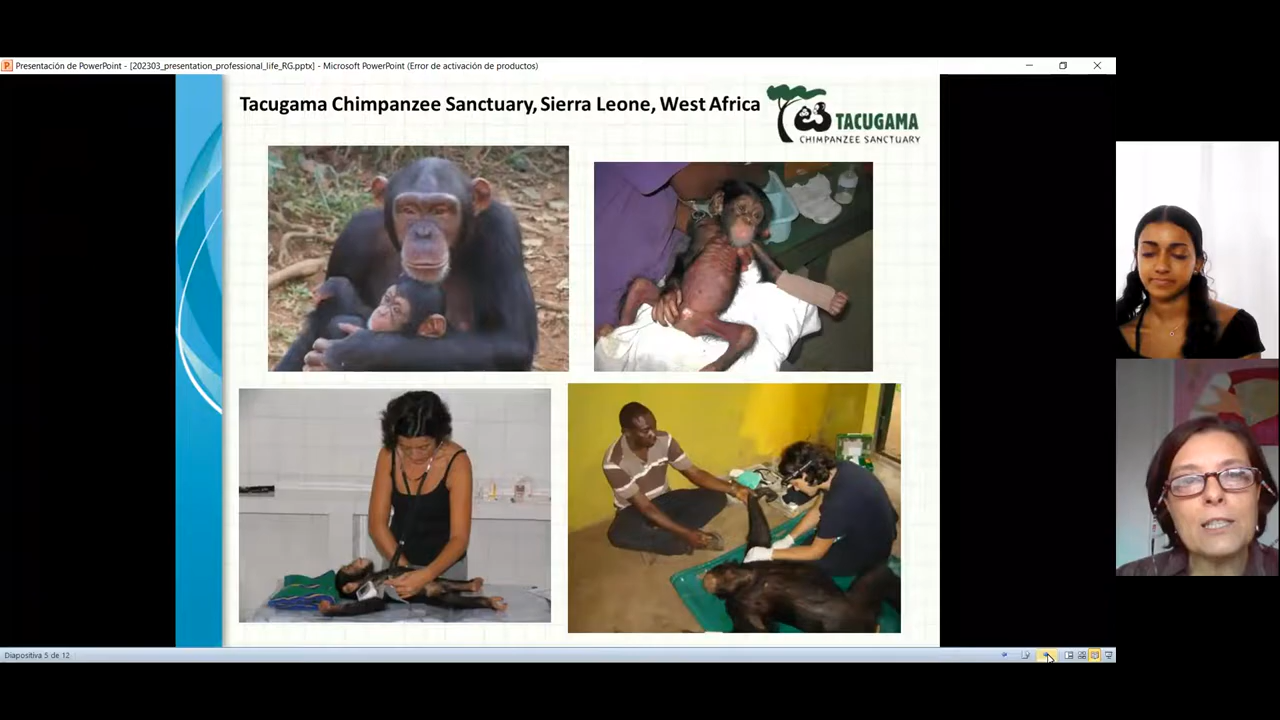 Presentación de PowerPoint - [202303_presentation_professional_life_RG.pptx] - Microsoft PowerPoint (Error de activación de productos)
Tacugama Chimpanzee Sanctuary, Sierra Leone, West Africa
TACUGAMA
CHIMPANZEE SANCTUARY
Diapositiva 5 de 12